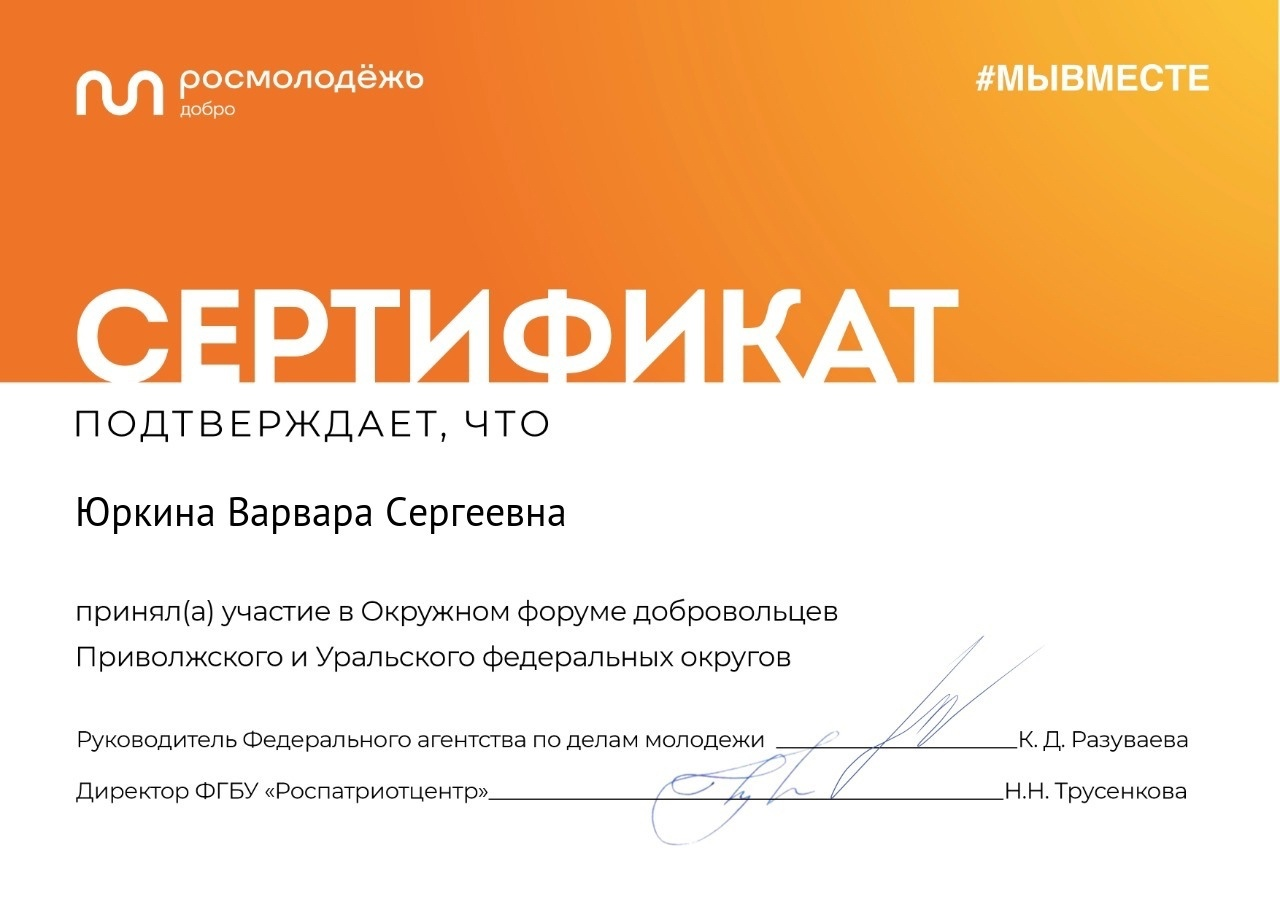 росмолодёжь
добро
#МЫВМЕСТЕ
СЕРТИФИКАТ
ПОДТВЕРЖДАЕТ, ЧТО
Юркина Варвара Сергеевна
принял(а) участие в Окружном форуме добровольцев
Приволжского и Уральского федеральных округов
Руководитель Федерального агентства по делам молодежи К. Д. Разуваева
Директор ФГБУ «Роспатриотцентр» Н.Н. Трусенкова